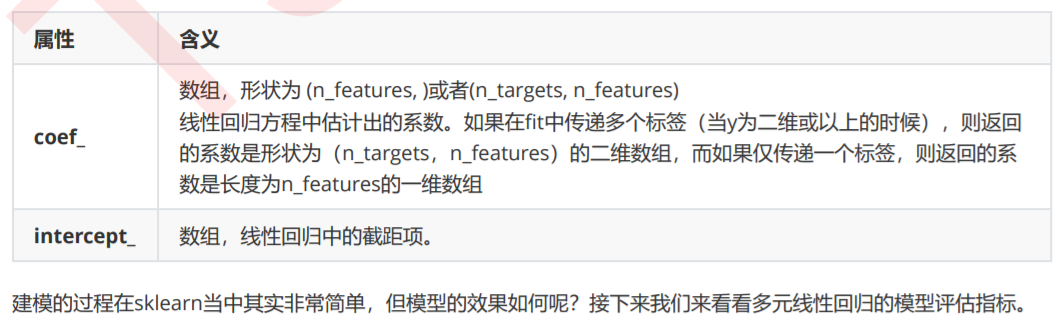 属性 含义
数组，形状为 (n_features, )或者(n_targets, n_features)
线性回归方程中估计出的系数。如果在fit中传递多个标签（当y为二维或以上的时候），则返回
coef_ 的系数是形状为（n_targets，n_features）的二维数组，而如果仅传递一个标签，则返回的系
数是长度为n_features的一维数组
intercept_ 数组，线性回归中的截距项。
建模的过程在sklearn当中其实非常简单，但模型的效果如何呢？接下来我们来看看多元线性回归的模型评估指标。